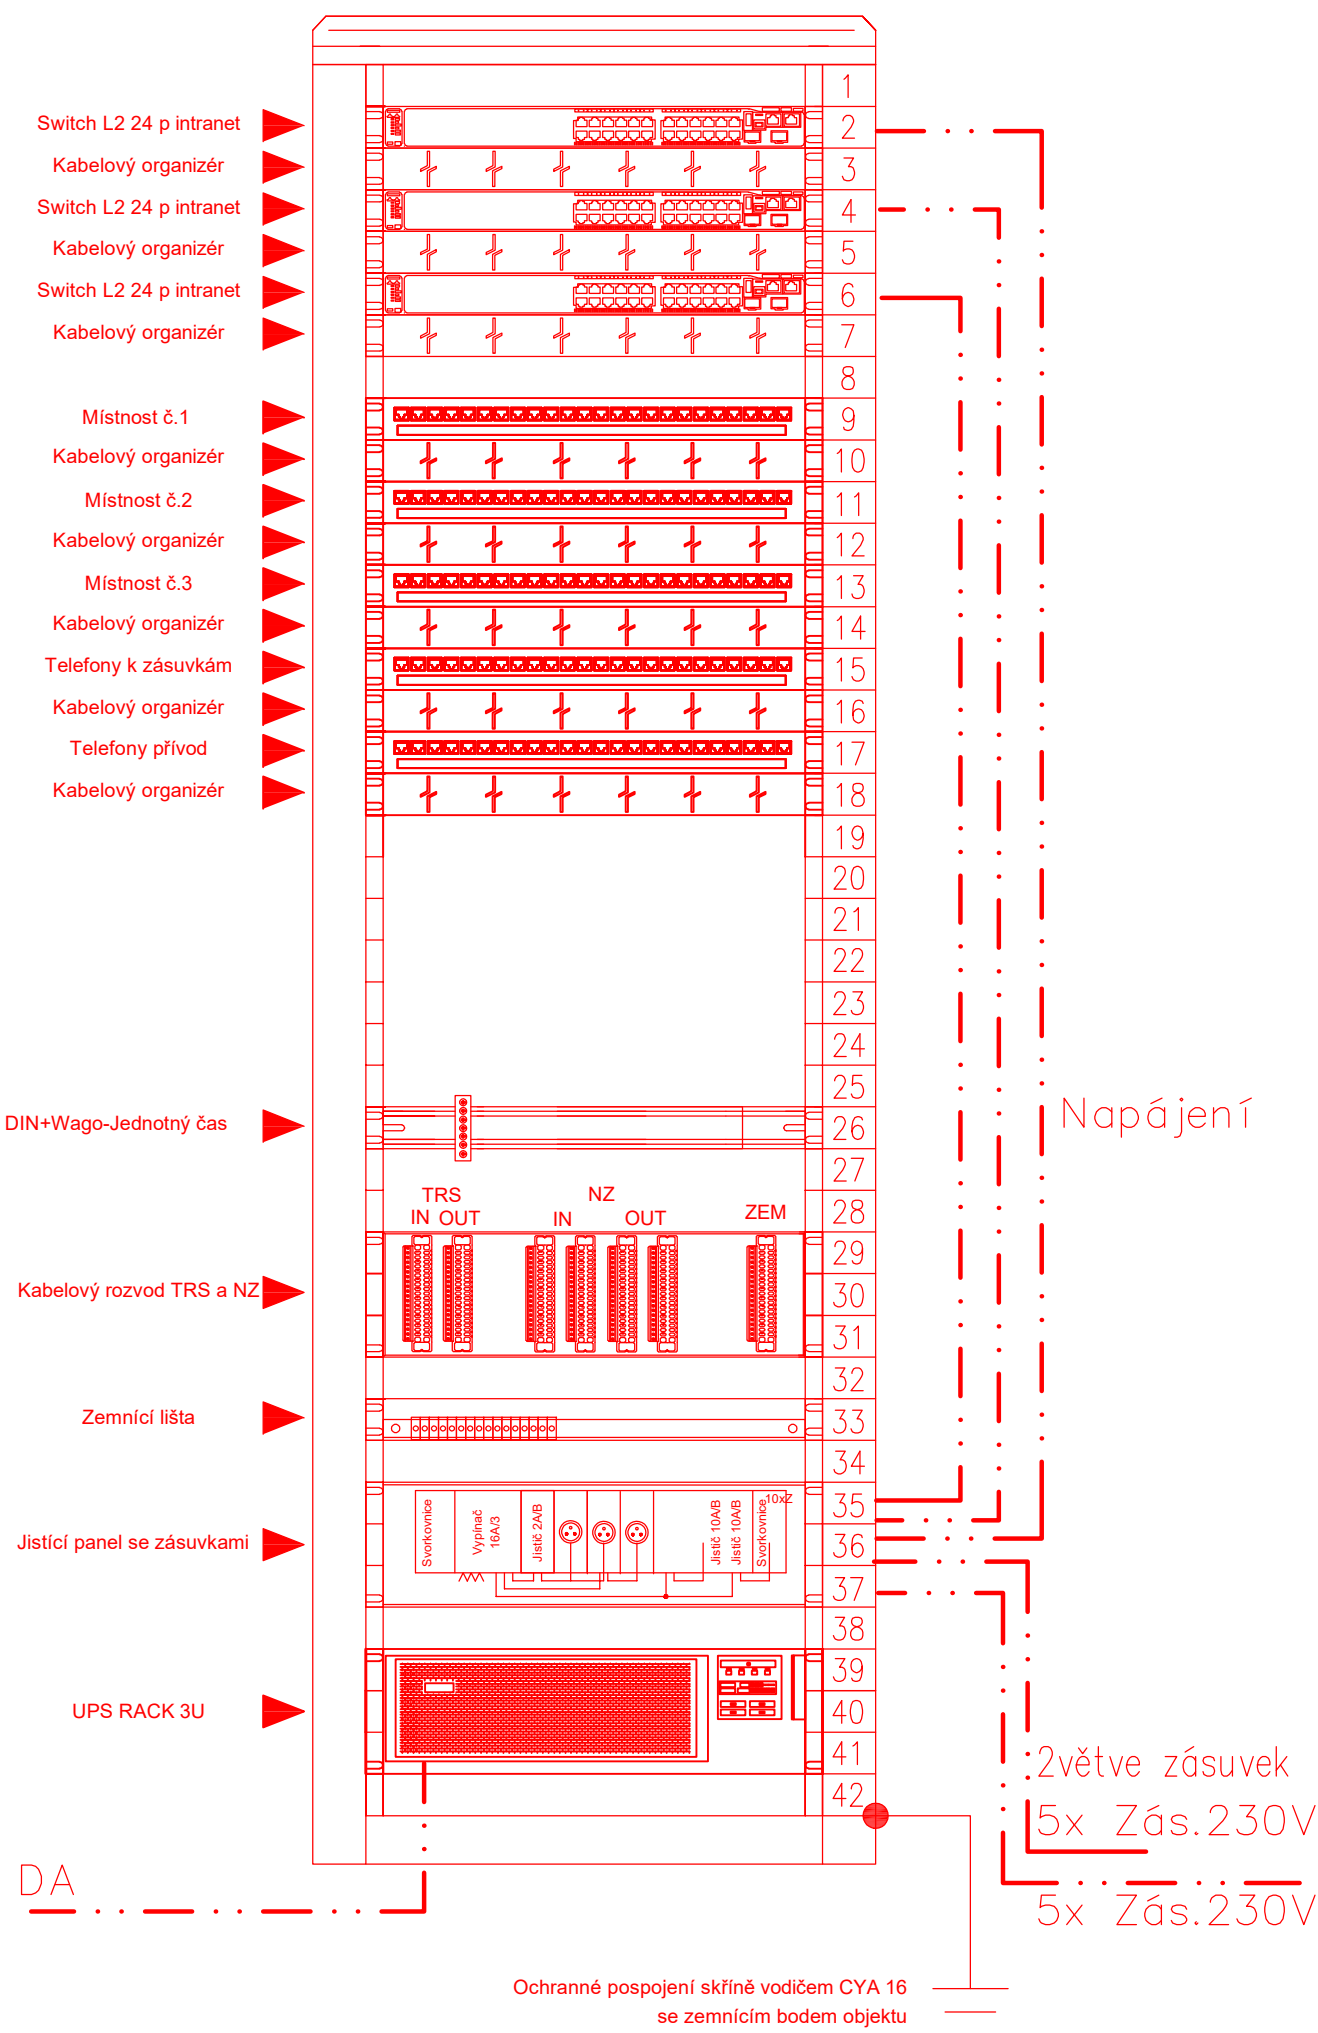 1
Switch L2 24 p intranet
2
Kabelový organizér
3
Switch L2 24 p intranet
4
Kabelový organizér
5
Switch L2 24 p intranet
6
Kabelový organizér
7
8
Místnost č.1
9
Kabelový organizér
10
Místnost č.2
11
Kabelový organizér
12
Místnost č.3
13
Kabelový organizér
14
Telefony k zásuvkám
15
Kabelový organizér
16
Telefony přívod
17
Kabelový organizér
18
19
20
21
22
23
24
25
DIN+Wago-Jednotný čas
26
Napájení
27
TRS
NZ
28
IN OUT
IN
OUT
ZEM
29
Kabelový rozvod TRS a NZ
30
31
32
Zemnící lišta
33
34
35
Jistící panel se zásuvkami
Svorkovnice
Vypínač
16A/3
Jistič 2A/B
Jistič 10A/B
Jistič 10A/B
Svorkovnice
10xZ
36
37
38
39
UPS RACK 3U
40
41
42
2větve zásuvek
5x Zás.230V
DA
5x Zás.230V
Ochranné pospojení skříně vodičem CYA 16
se zemnícím bodem objektu